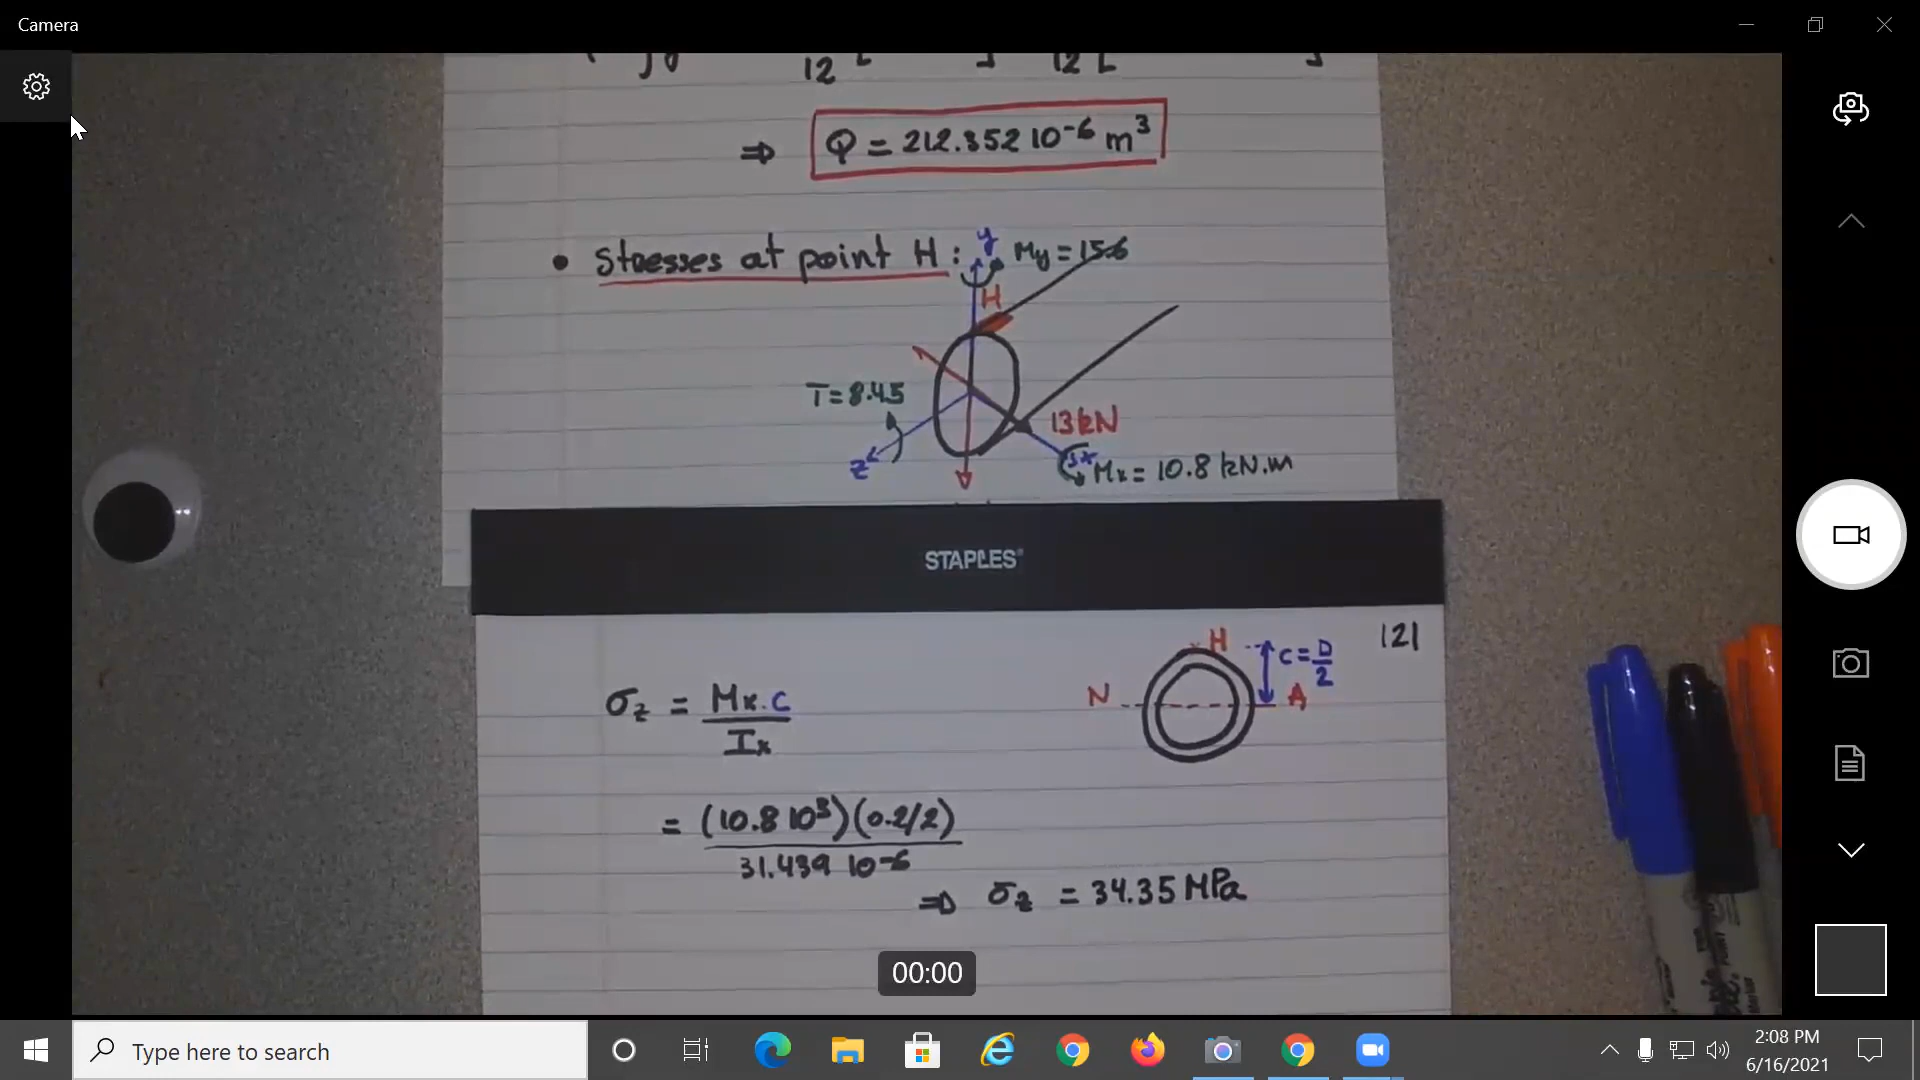 Camera
12
12
⇒ Q = 212.352 10⁻⁶ m³
• Stresses at point H :
y
My = 15.6
H
T = 8.45
13 kN
z
x
Mx = 10.8 kN.m
STAPLES
121
H
C = D/2
N
A
σz = Mx.C / Ix
= (10.8 10³)(0.2/2) / 31.439 10⁻⁶
⇒ σz = 34.35 MPa
00:00
Type here to search
2:08 PM
6/16/2021